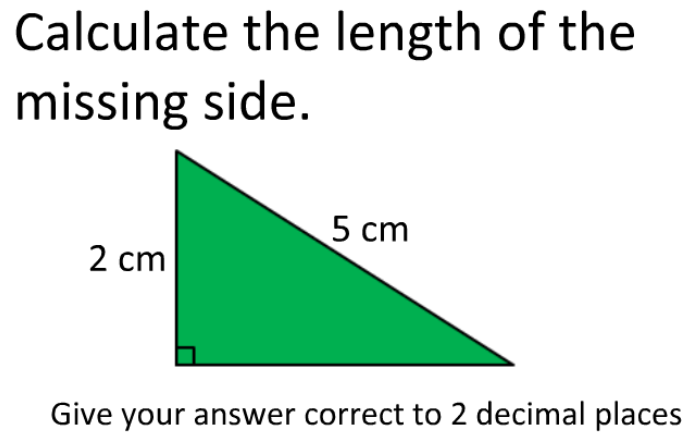 Calculate the length of the
missing side.
5 cm
2 cm
Give your answer correct to 2 decimal places